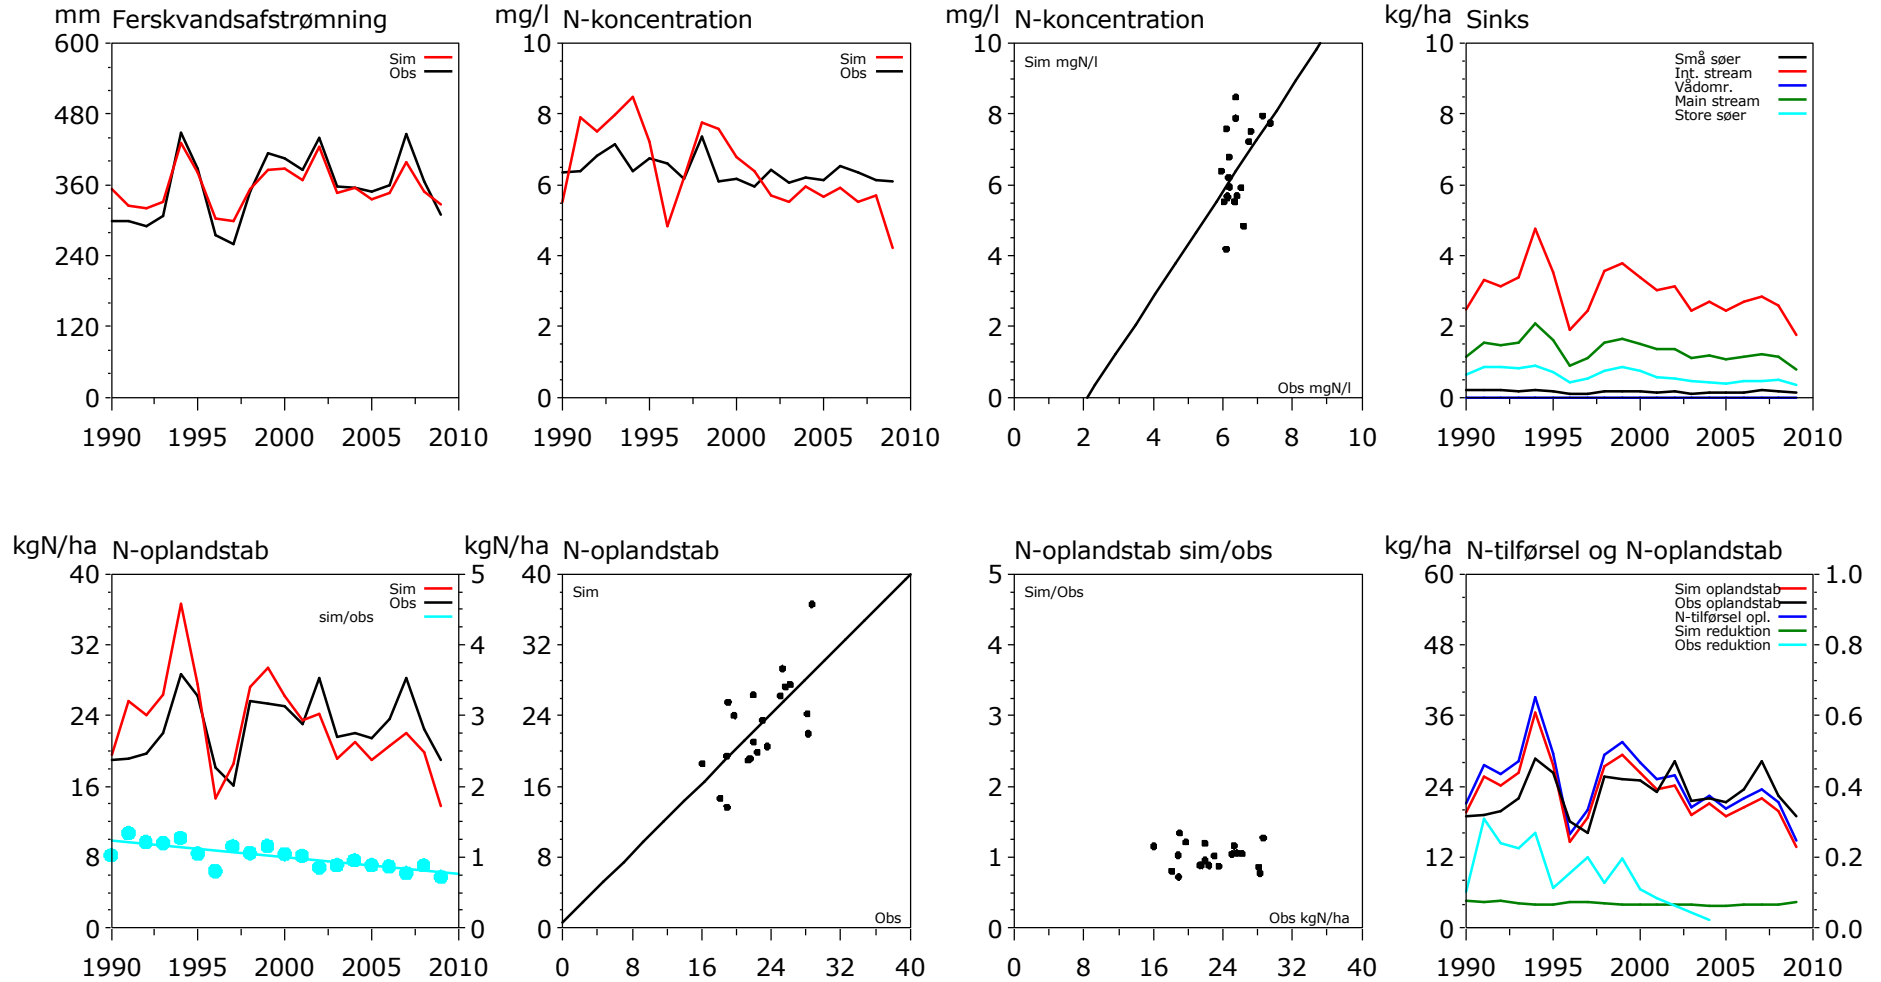 mm Ferskvandsafstrømning
600
480
360
240
120
0
Sim
Obs
1990 1995 2000 2005 2010
mg/l N-koncentration
10
8
6
4
2
0
Sim
Obs
1990 1995 2000 2005 2010
mg/l N-koncentration
10
8
6
4
2
0
Sim mgN/l
Obs mgN/l
0 2 4 6 8 10
kg/ha Sinks
10
8
6
4
2
0
Små søer
Int. stream
Vådomr.
Main stream
Store søer
1990 1995 2000 2005 2010
kgN/ha N-oplandstab
40
32
24
16
8
0
Sim
Obs
sim/obs
5
4
3
2
1
0
1990 1995 2000 2005 2010
kgN/ha N-oplandstab
40
32
24
16
8
0
Sim
Obs
0 8 16 24 32 40
N-oplandstab sim/obs
5
4
3
2
1
0
Sim/Obs
Obs kgN/ha
0 8 16 24 32 40
kg/ha N-tilførsel og N-oplandstab
60
48
36
24
12
0
Sim oplandstab
Obs oplandstab
N-tilførsel opl.
Sim reduktion
Obs reduktion
1.0
0.8
0.6
0.4
0.2
0.0
1990 1995 2000 2005 2010